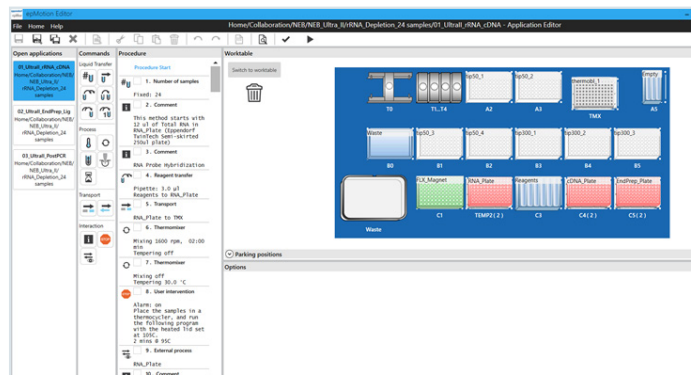 epMotion Editor
File Home Help
Home/Collaboration/NEB/NEB_Ultra_II/rRNA_Depletion_24 samples/01_UltraII_rRNA_cDNA - Application Editor
Open applications
01_UltraII_rRNA_cDNA
Home/Collaboration/NEB/
NEB_Ultra_II/
rRNA_Depletion_24
samples
02_UltraII_EndPrep_Lig
Home/Collaboration/NEB/
NEB_Ultra_II/
rRNA_Depletion_24
samples
03_UltraII_PostPCR
Home/Collaboration/NEB/
NEB_Ultra_II/
rRNA_Depletion_24
samples
Commands
Liquid Transfer
Process
Transport
Interaction
Procedure
Procedure Start
1. Number of samples
Fixed: 24
2. Comment
This method starts with
12 ul of Total RNA in
RNA_Plate (Eppendorf
TwinTech Semi-skirted
250ul plate)
3. Comment
RNA Probe Hybridization
4. Reagent transfer
Pipette: 3.0 µl
Reagents to RNA_Plate
5. Transport
RNA_Plate to TMX
6. Thermomixer
Mixing 1600 rpm, 02:00
min
Tempering off
7. Thermomixer
Mixing off
Tempering 30.0 °C
8. User intervention
Alarm: on
Place the samples in a
thermocycler, and run
the following program
with the heated lid set
at 105C.
2 mins @ 95C
9. External process
RNA_Plate
10. Comment
Worktable
Switch to worktable
tip50_1
tip50_2
thermobl_1
Empty
T0
T1..T4
A2
A3
TMX
A5
Waste
tip50_3
tip50_4
tip300_1
tip300_2
tip300_3
B0
B1
B2
B3
B4
B5
FLX_Magnet
RNA_Plate
Reagents
cDNA_Plate
EndPrep_Plate
Waste
C1
TEMP2 ( 2 )
C3
C4 ( 2 )
C5 ( 2 )
Parking positions
Options